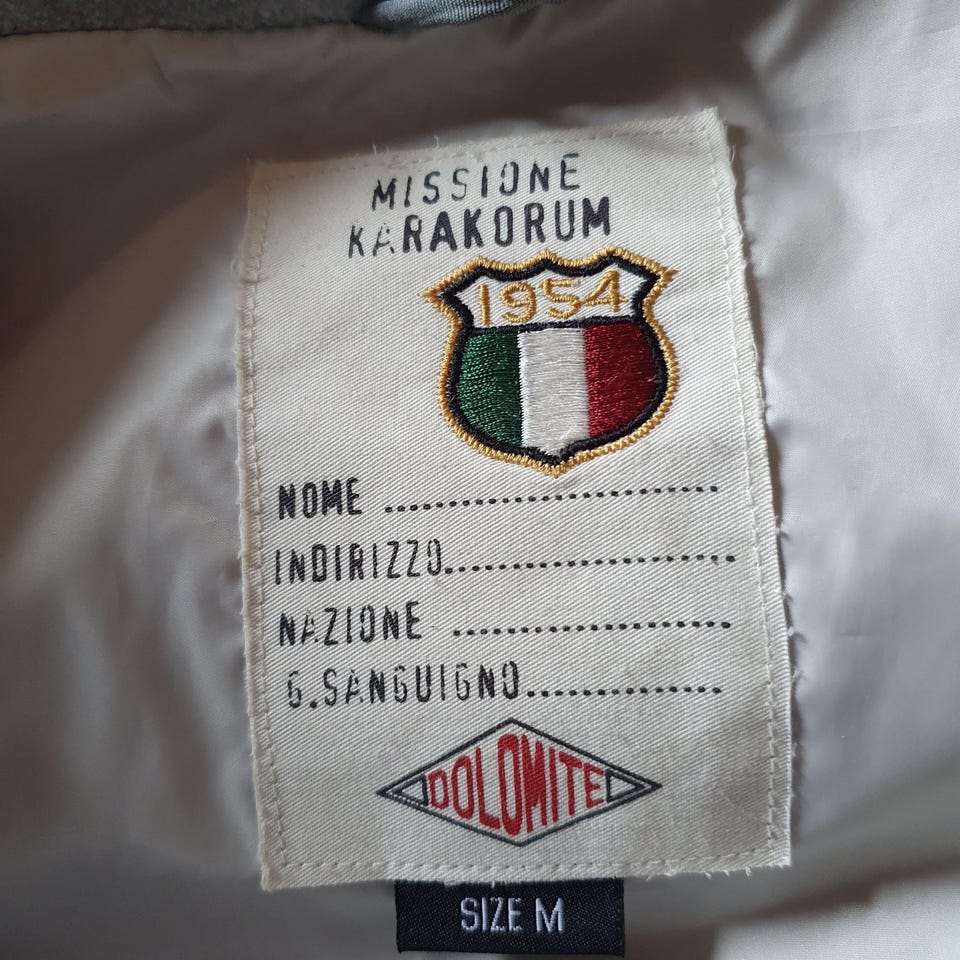 MISSIONE
KARAKORUM
1954
NOME ........................
INDIRIZZO........................
NAZIONE ........................
G.SANGUIGNO........................
DOLOMITE
SIZE M